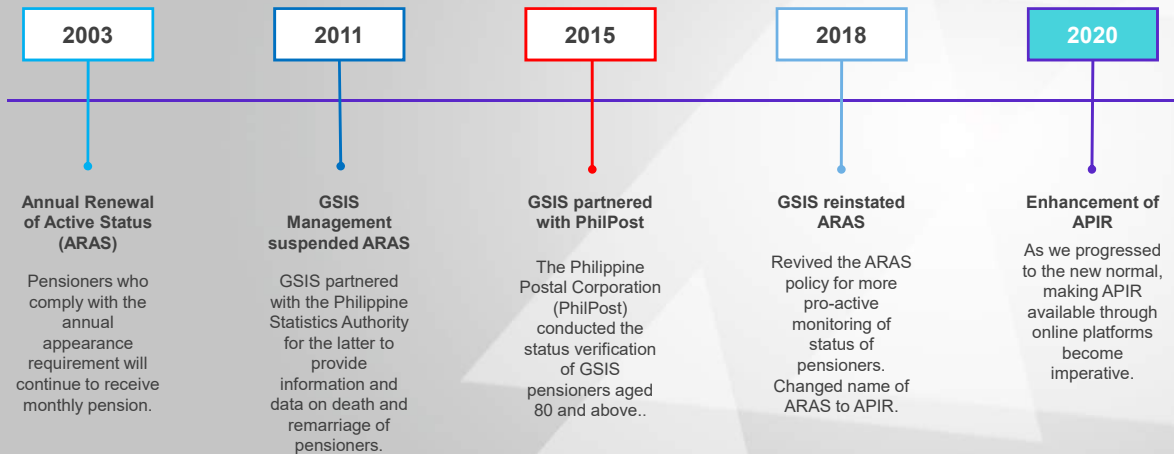 2003
2011
2015
2018
2020
Annual Renewal
of Active Status
(ARAS)
Pensioners who
comply with the
annual
appearance
requirement will
continue to receive
monthly pension.
GSIS
Management
suspended ARAS
GSIS partnered
with the Philippine
Statistics Authority
for the latter to
provide
information and
data on death and
remarriage of
pensioners.
GSIS partnered
with PhilPost
The Philippine
Postal Corporation
(PhilPost)
conducted the
status verification
of GSIS
pensioners aged
80 and above..
GSIS reinstated
ARAS
Revived the ARAS
policy for more
pro-active
monitoring of
status of
pensioners.
Changed name of
ARAS to APIR.
Enhancement of
APIR
As we progressed
to the new normal,
making APIR
available through
online platforms
become
imperative.